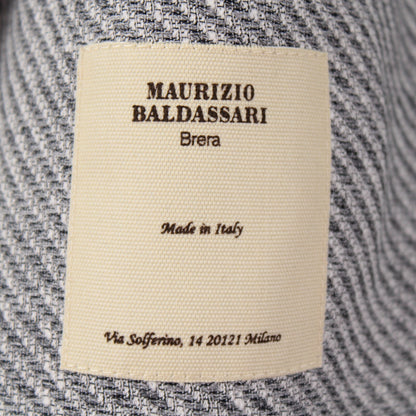 MAURIZIO
BALDASSARI
Brera
Made in Italy
Via Solferino, 14 20121 Milano